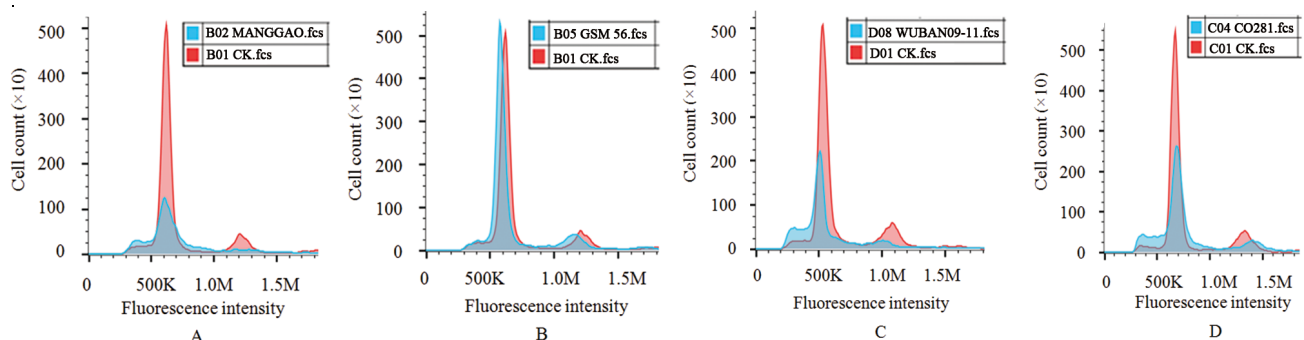 B02 MANGGAO.fcs
B01 CK.fcs
500
400
300
200
100
0
Cell count (×10)
0 500K 1.0M 1.5M
Fluorescence intensity
A
B05 GSM 56.fcs
B01 CK.fcs
500
400
300
200
100
0
Cell count (×10)
0 500K 1.0M 1.5M
Fluorescence intensity
B
D08 WUBAN09-11.fcs
D01 CK.fcs
500
400
300
200
100
0
Cell count (×10)
0 500K 1.0M 1.5M
Fluorescence intensity
C
C04 CO281.fcs
C01 CK.fcs
500
400
300
200
100
0
Cell count (×10)
0 500K 1.0M 1.5M
Fluorescence intensity
D